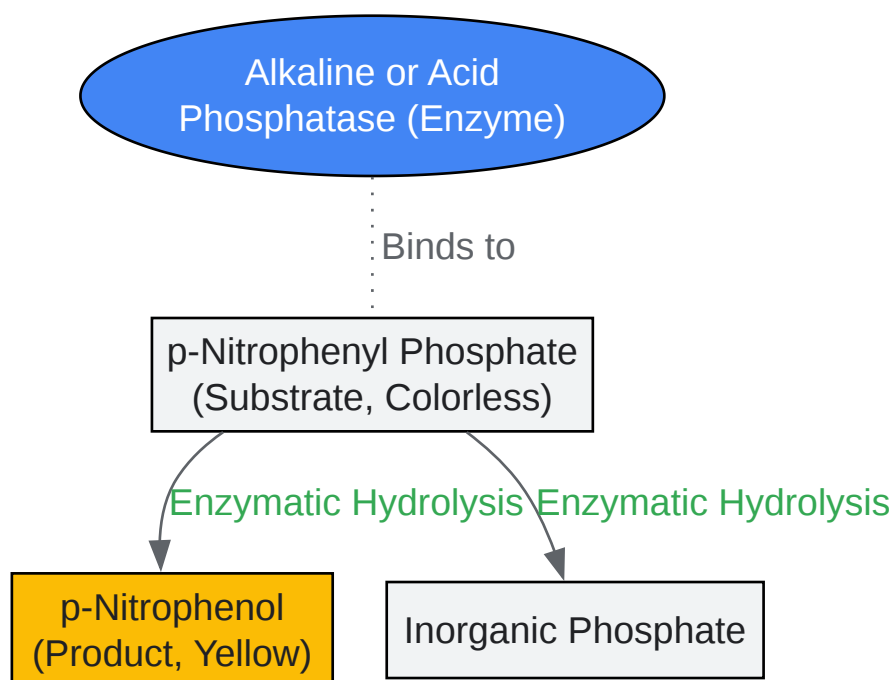 Alkaline or Acid
Phosphatase (Enzyme)
Binds to
p-Nitrophenyl Phosphate
(Substrate, Colorless)
Enzymatic Hydrolysis
Enzymatic Hydrolysis
p-Nitrophenol
(Product, Yellow)
Inorganic Phosphate